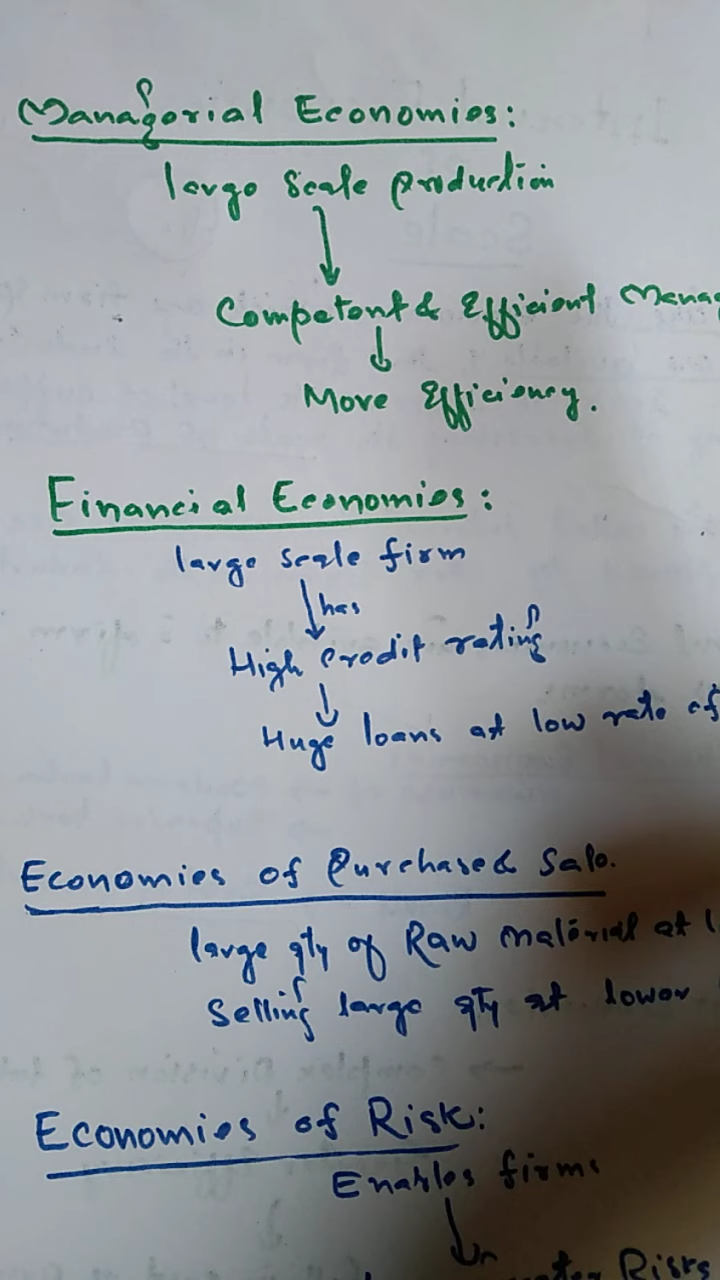 Managerial Economies:
large scale production
↓
Competent & Efficient Manag
↓
More Efficiency.
Financial Economies:
large scale firm
↓ has
High credit rating
↓
Huge loans at low rate of
Economies of Purchase & Sale.
large qty of Raw material at l
Selling large qty at lower
Economies of Risk:
Enables firms
↓
Risks